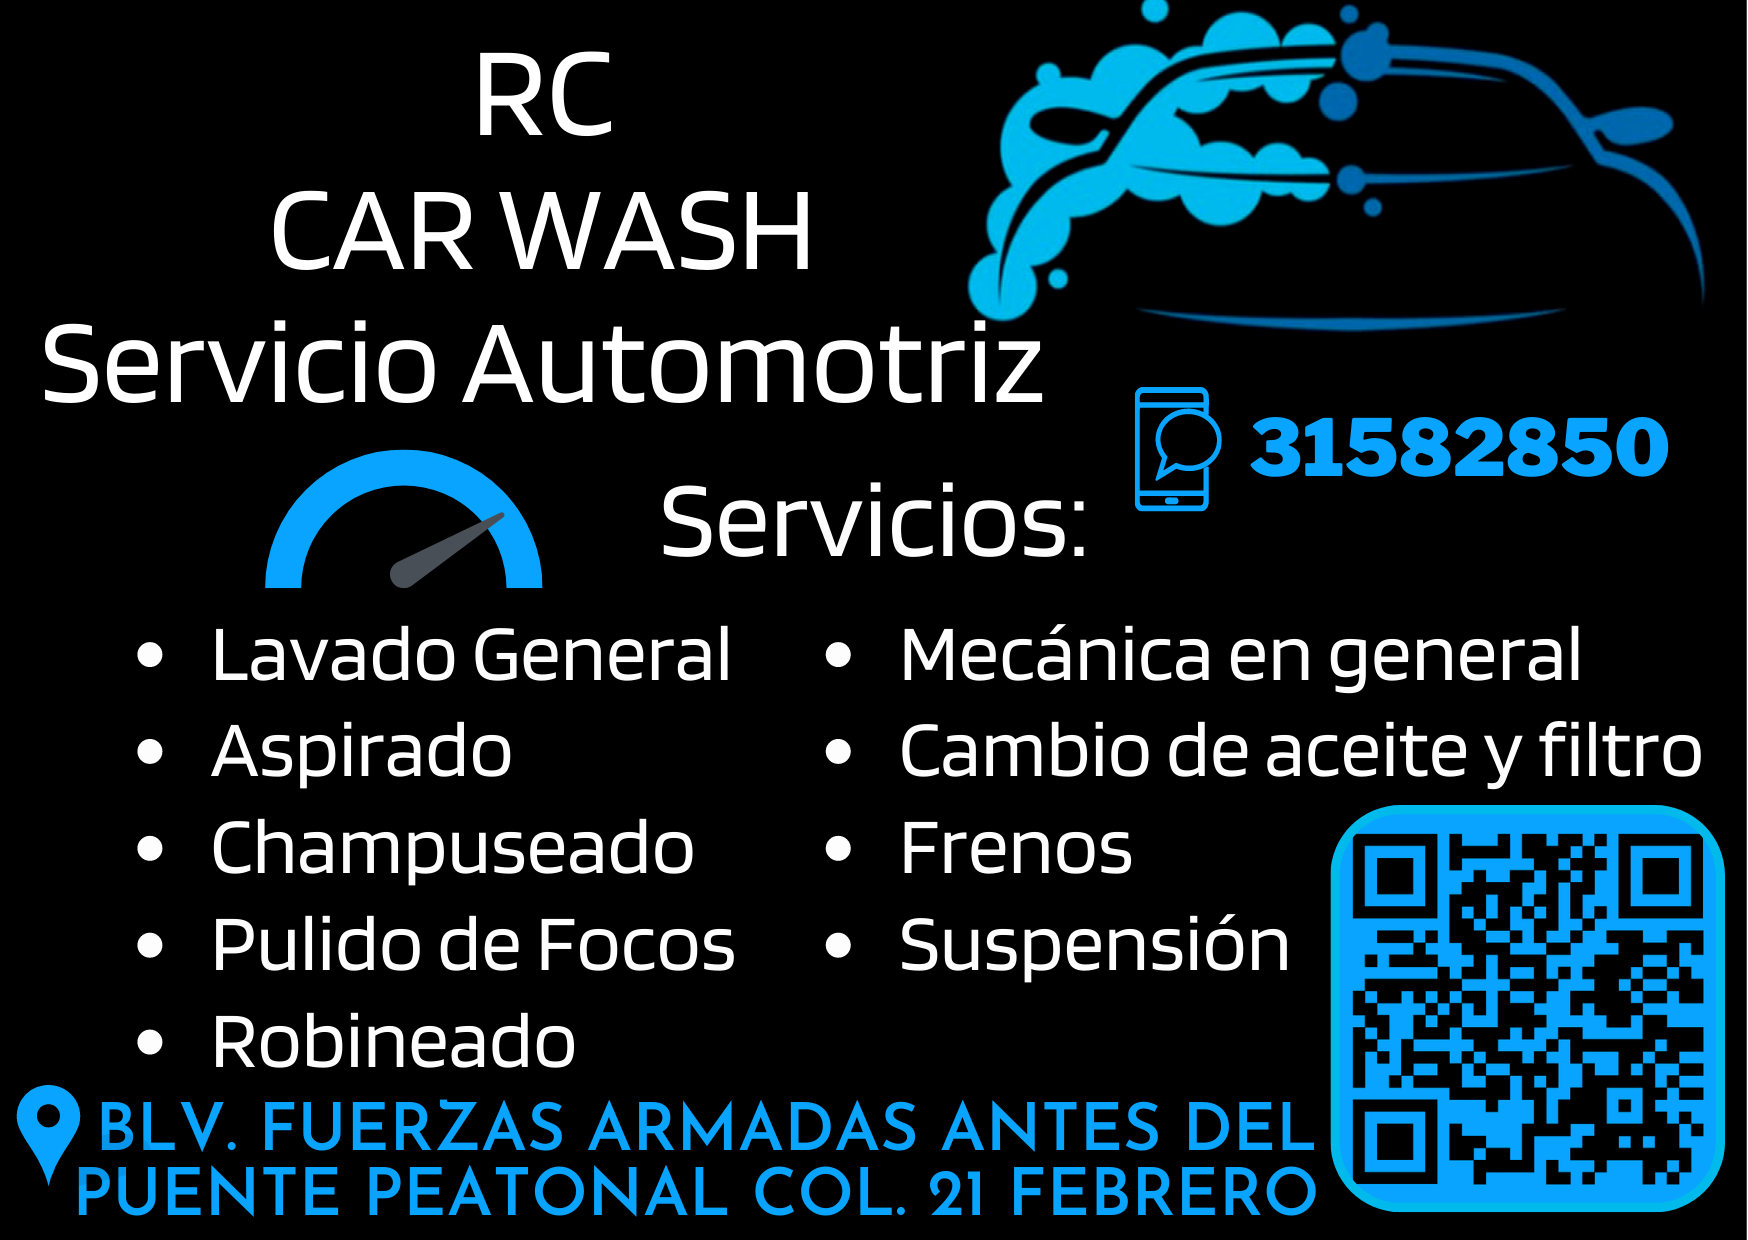 RC
CAR WASH
Servicio Automotriz
31582850
Servicios:
Lavado General
Aspirado
Champuseado
Pulido de Focos
Robineado
Mecánica en general
Cambio de aceite y filtro
Frenos
Suspensión
BLV. FUERZAS ARMADAS ANTES DEL
PUENTE PEATONAL COL. 21 FEBRERO